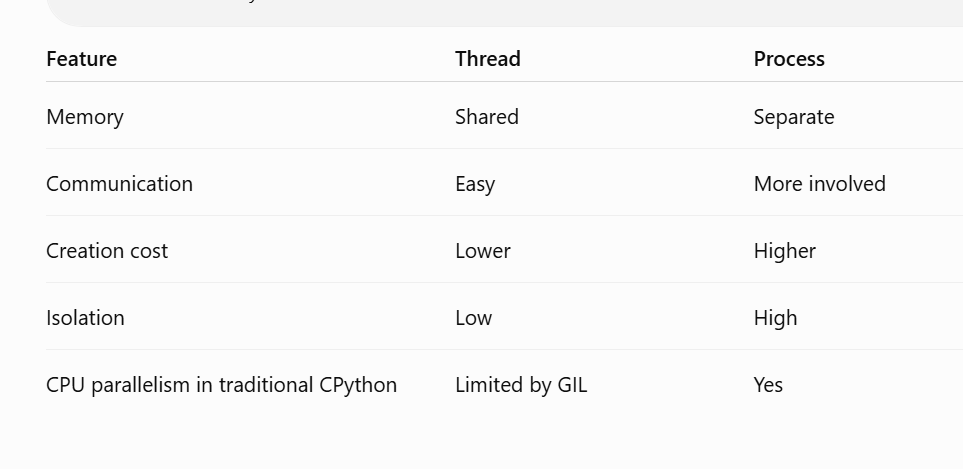 Feature Thread Process
Memory Shared Separate
Communication Easy More involved
Creation cost Lower Higher
Isolation Low High
CPU parallelism in traditional CPython Limited by GIL Yes